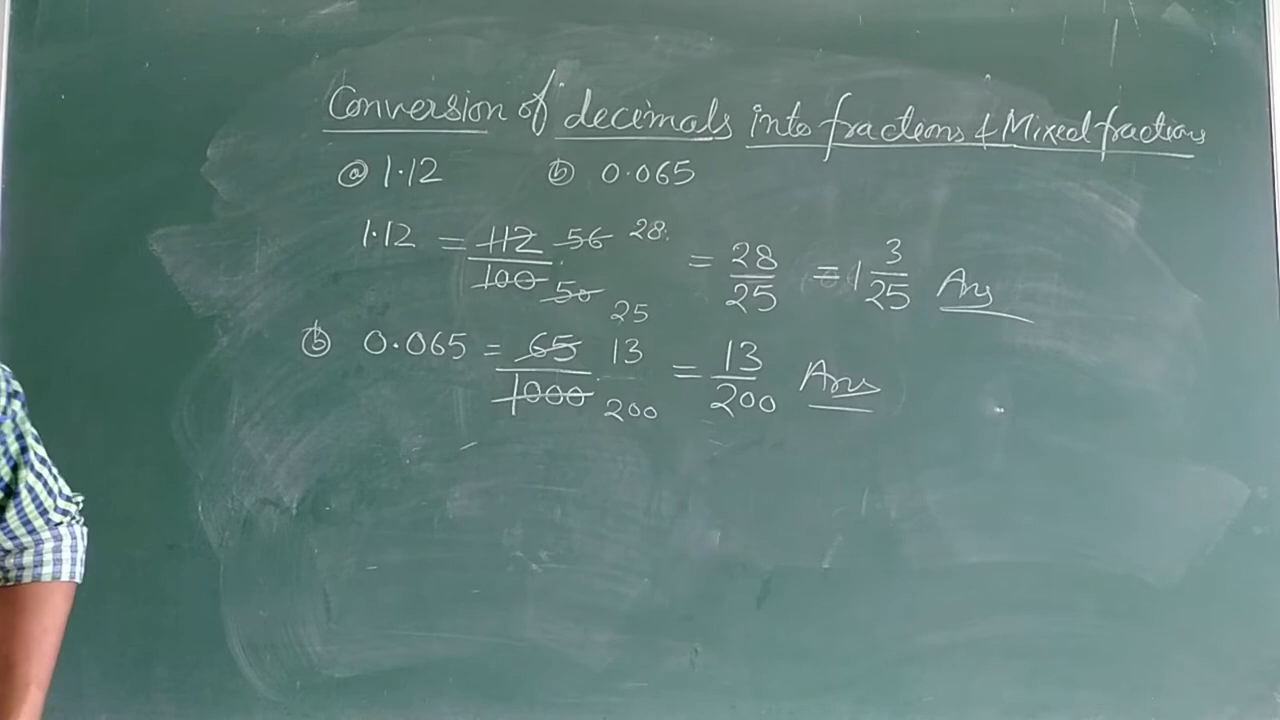 Conversion of decimals into fractions & Mixed fractions
ⓐ 1.12 ⓑ 0.065
1.12 = 112/100 56/50 28/25 = 28/25 = 1 3/25 Ans
ⓑ 0.065 = 65/1000 13/200 = 13/200 Ans